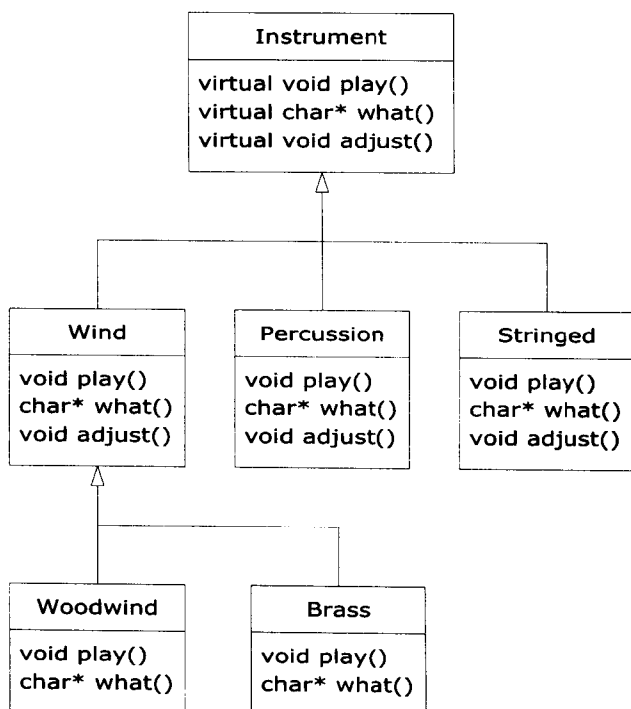 Instrument
virtual void play()
virtual char* what()
virtual void adjust()
Wind
void play()
char* what()
void adjust()
Percussion
void play()
char* what()
void adjust()
Stringed
void play()
char* what()
void adjust()
Woodwind
void play()
char* what()
Brass
void play()
char* what()